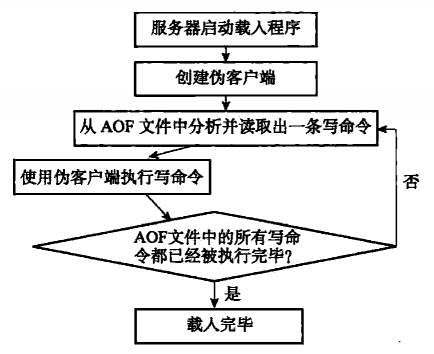 服务器启动载入程序
创建伪客户端
从 AOF 文件中分析并读取出一条写命令
使用伪客户端执行写命令
否
AOF文件中的所有写命
令都已经被执行完毕?
是
载入完毕